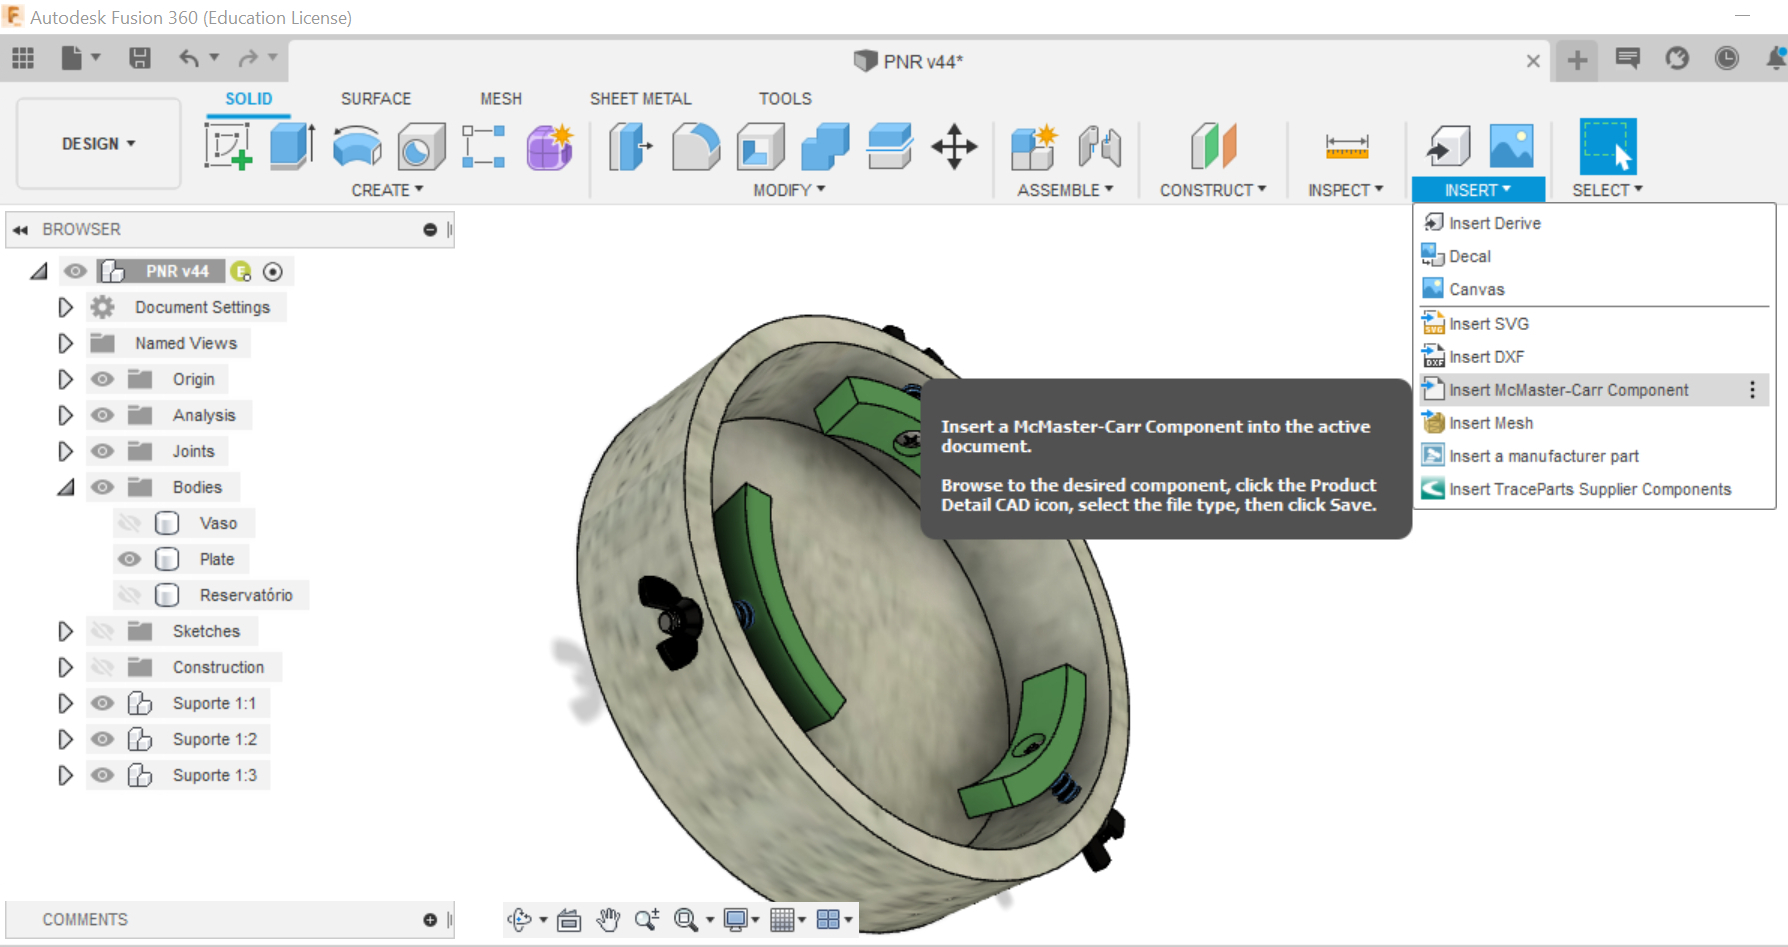 Autodesk Fusion 360 (Education License)
PNR v44*
SOLID
SURFACE
MESH
SHEET METAL
TOOLS
DESIGN
CREATE
MODIFY
ASSEMBLE
CONSTRUCT
INSPECT
INSERT
SELECT
BROWSER
PNR v44
E
Document Settings
Named Views
Origin
Analysis
Joints
Bodies
Vaso
Plate
Reservatório
Sketches
Construction
Suporte 1:1
Suporte 1:2
Suporte 1:3
Insert Derive
Decal
Canvas
SVG
Insert SVG
DXF
Insert DXF
Insert McMaster-Carr Component
Insert Mesh
Insert a manufacturer part
Insert TraceParts Supplier Components
Insert a McMaster-Carr Component into the active
document.
Browse to the desired component, click the Product
Detail CAD icon, select the file type, then click Save.
COMMENTS